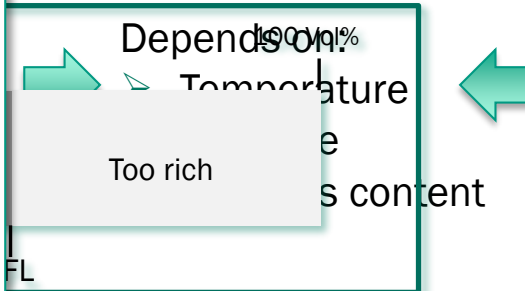 Depends on:
100 Vol%
Temperature
e
Too rich
s content
FL